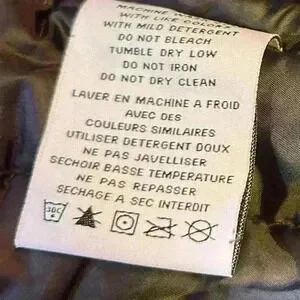 MACHINE
WITH LIKE COLORS
WITH MILD DETERGENT
DO NOT BLEACH
TUMBLE DRY LOW
DO NOT IRON
DO NOT DRY CLEAN
LAVER EN MACHINE A FROID
AVEC DES
COULEURS SIMILAIRES
UTILISER DETERGENT DOUX
NE PAS JAVELLISER
SECHOIR BASSE TEMPERATURE
NE PAS REPASSER
SECHAGE A SEC INTERDIT
30C